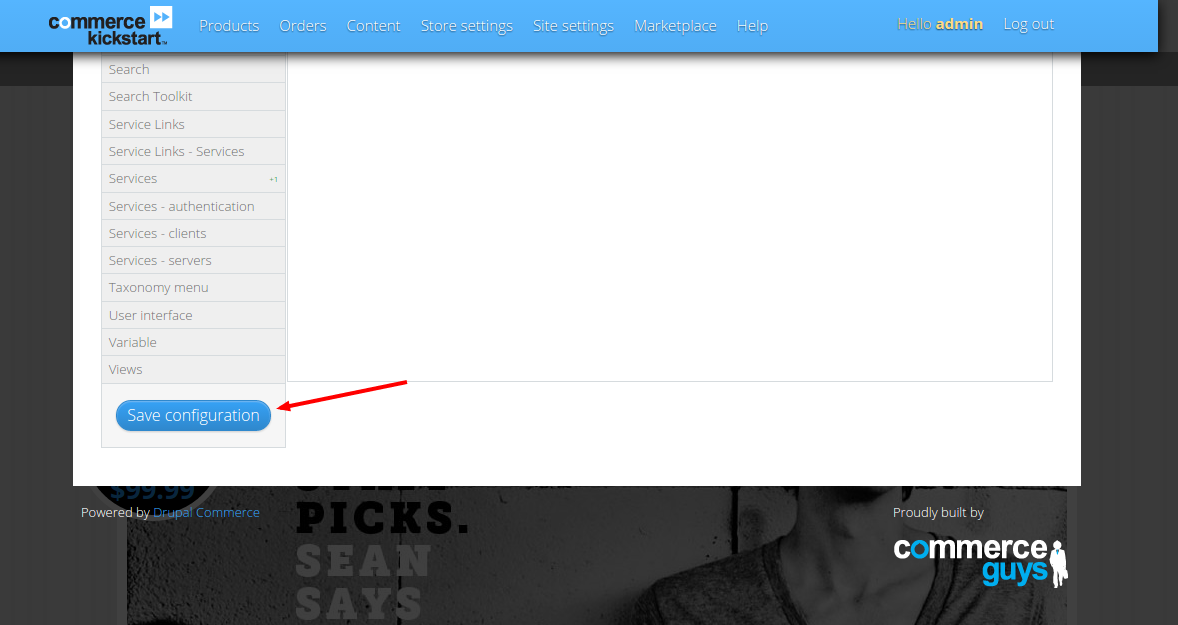 commerce
kickstart™
Products Orders Content Store settings Site settings Marketplace Help
Hello admin Log out
Search
Search Toolkit
Service Links
Service Links - Services
Services +1
Services - authentication
Services - clients
Services - servers
Taxonomy menu
User interface
Variable
Views
Save configuration
$99.99
Powered by Drupal Commerce
PICKS.
SEAN
SAYS
Proudly built by
commerce
guys